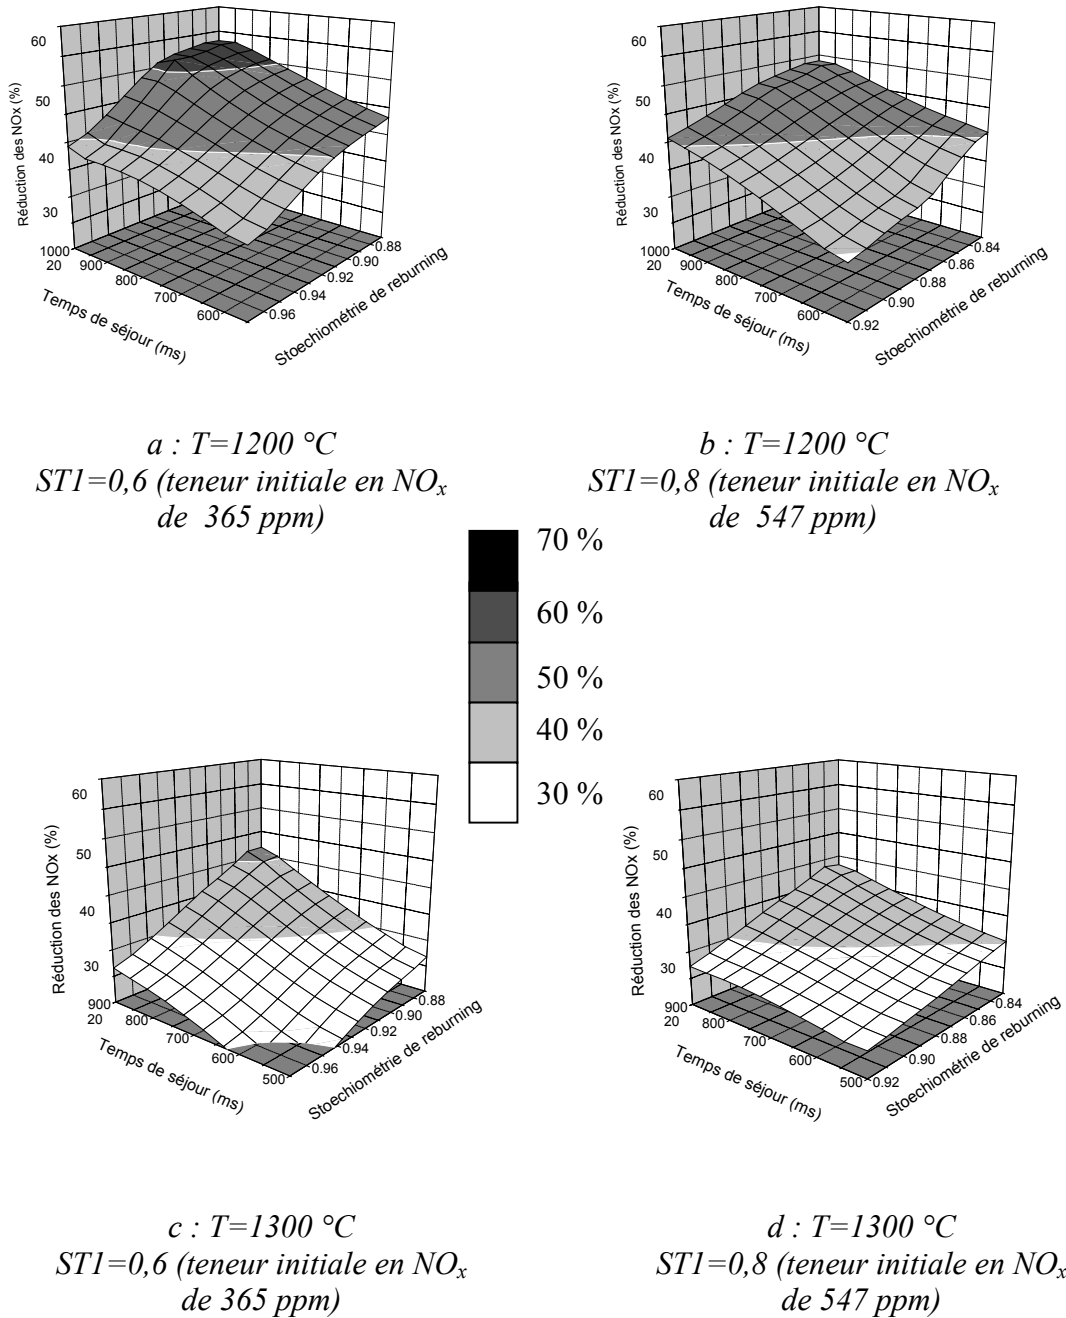 60
50
40
30
20
Réduction des NOx (%)
1000
900
800
700
600
Temps de séjour (ms)
0.96
0.94
0.92
0.90
0.88
Stoechiométrie de reburning
60
50
40
30
20
Réduction des NOx (%)
1000
900
800
700
600
Temps de séjour (ms)
0.92
0.90
0.88
0.86
0.84
Stoechiométrie de reburning
a : T=1200 °C
ST1=0,6 (teneur initiale en NOx
de 365 ppm)
b : T=1200 °C
ST1=0,8 (teneur initiale en NOx
de 547 ppm)
70 %
60 %
50 %
40 %
30 %
60
50
40
30
20
Réduction des NOx (%)
900
800
700
600
500
Temps de séjour (ms)
0.96
0.94
0.92
0.90
0.88
Stoechiométrie de reburning
60
50
40
30
20
Réduction des NOx (%)
900
800
700
600
500
Temps de séjour (ms)
0.92
0.90
0.88
0.86
0.84
Stoechiométrie de reburning
c : T=1300 °C
ST1=0,6 (teneur initiale en NOx
de 365 ppm)
d : T=1300 °C
ST1=0,8 (teneur initiale en NOx
de 547 ppm)